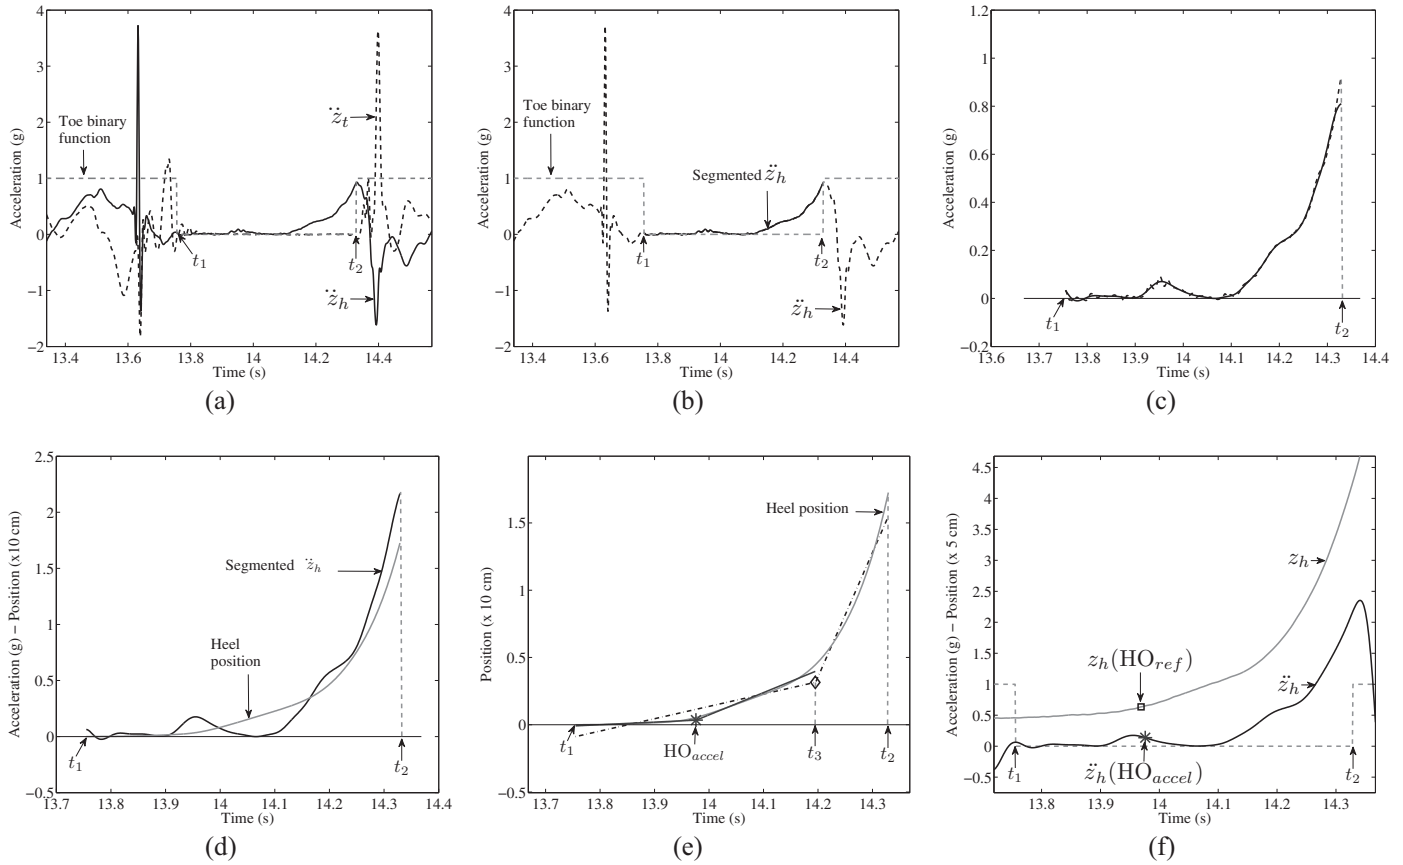 4
3
2
1
0
−1
−2
Acceleration (g)
Toe binary
function
z̈t
z̈h
t1
t2
13.4 13.6 13.8 14 14.2 14.4
Time (s)
(a)
4
3
2
1
0
−1
−2
Acceleration (g)
Toe binary
function
Segmented z̈h
t1
t2
z̈h
13.4 13.6 13.8 14 14.2 14.4
Time (s)
(b)
1.2
1
0.8
0.6
0.4
0.2
0
−0.2
Acceleration (g)
t1
t2
13.6 13.7 13.8 13.9 14 14.1 14.2 14.3 14.4
Time (s)
(c)
2.5
2
1.5
1
0.5
0
−0.5
Acceleration (g) − Position (x10 cm)
Segmented z̈h
Heel
position
t1
t2
13.7 13.8 13.9 14 14.1 14.2 14.3 14.4
Time (s)
(d)
1.5
1
0.5
0
−0.5
Position (x 10 cm)
Heel position
t1
HOaccel
t3
t2
13.7 13.8 13.9 14 14.1 14.2 14.3
Time (s)
(e)
4.5
4
3.5
3
2.5
2
1.5
1
0.5
0
−0.5
Acceleration (g) − Position (x 5 cm)
zh
zh(HOref)
z̈h
t1
z̈h(HOaccel)
t2
13.8 13.9 14 14.1 14.2 14.3
Time (s)
(f)